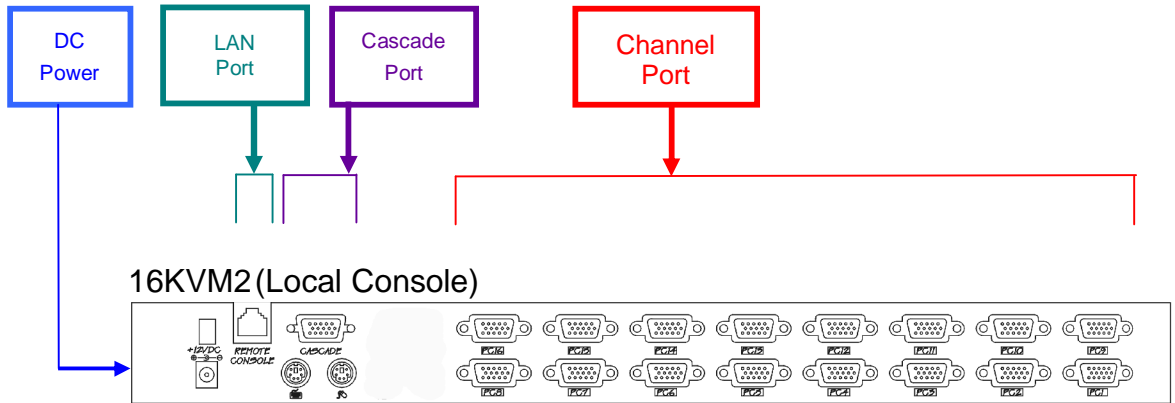 DC
Power
LAN
Port
Cascade
Port
Channel
Port
16KVM2 (Local Console)
+12VDC
REMOTE
CONSOLE
CASCADE
PC16 PC15 PC14 PC13 PC12 PC11 PC10 PC9
PC8 PC7 PC6 PC5 PC4 PC3 PC2 PC1